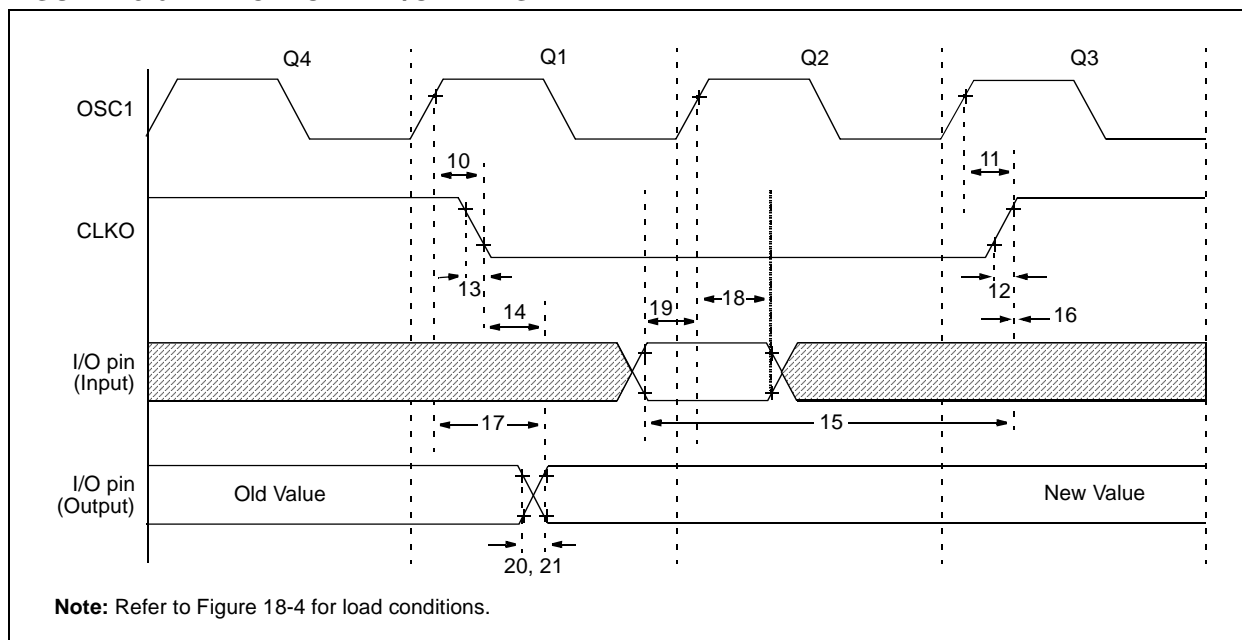 Q4 Q1 Q2 Q3
OSC1
10 11
CLKO
13 12
14 19 18 16
I/O pin
(Input)
17 15
I/O pin
(Output)
Old Value New Value
20, 21
Note: Refer to Figure 18-4 for load conditions.